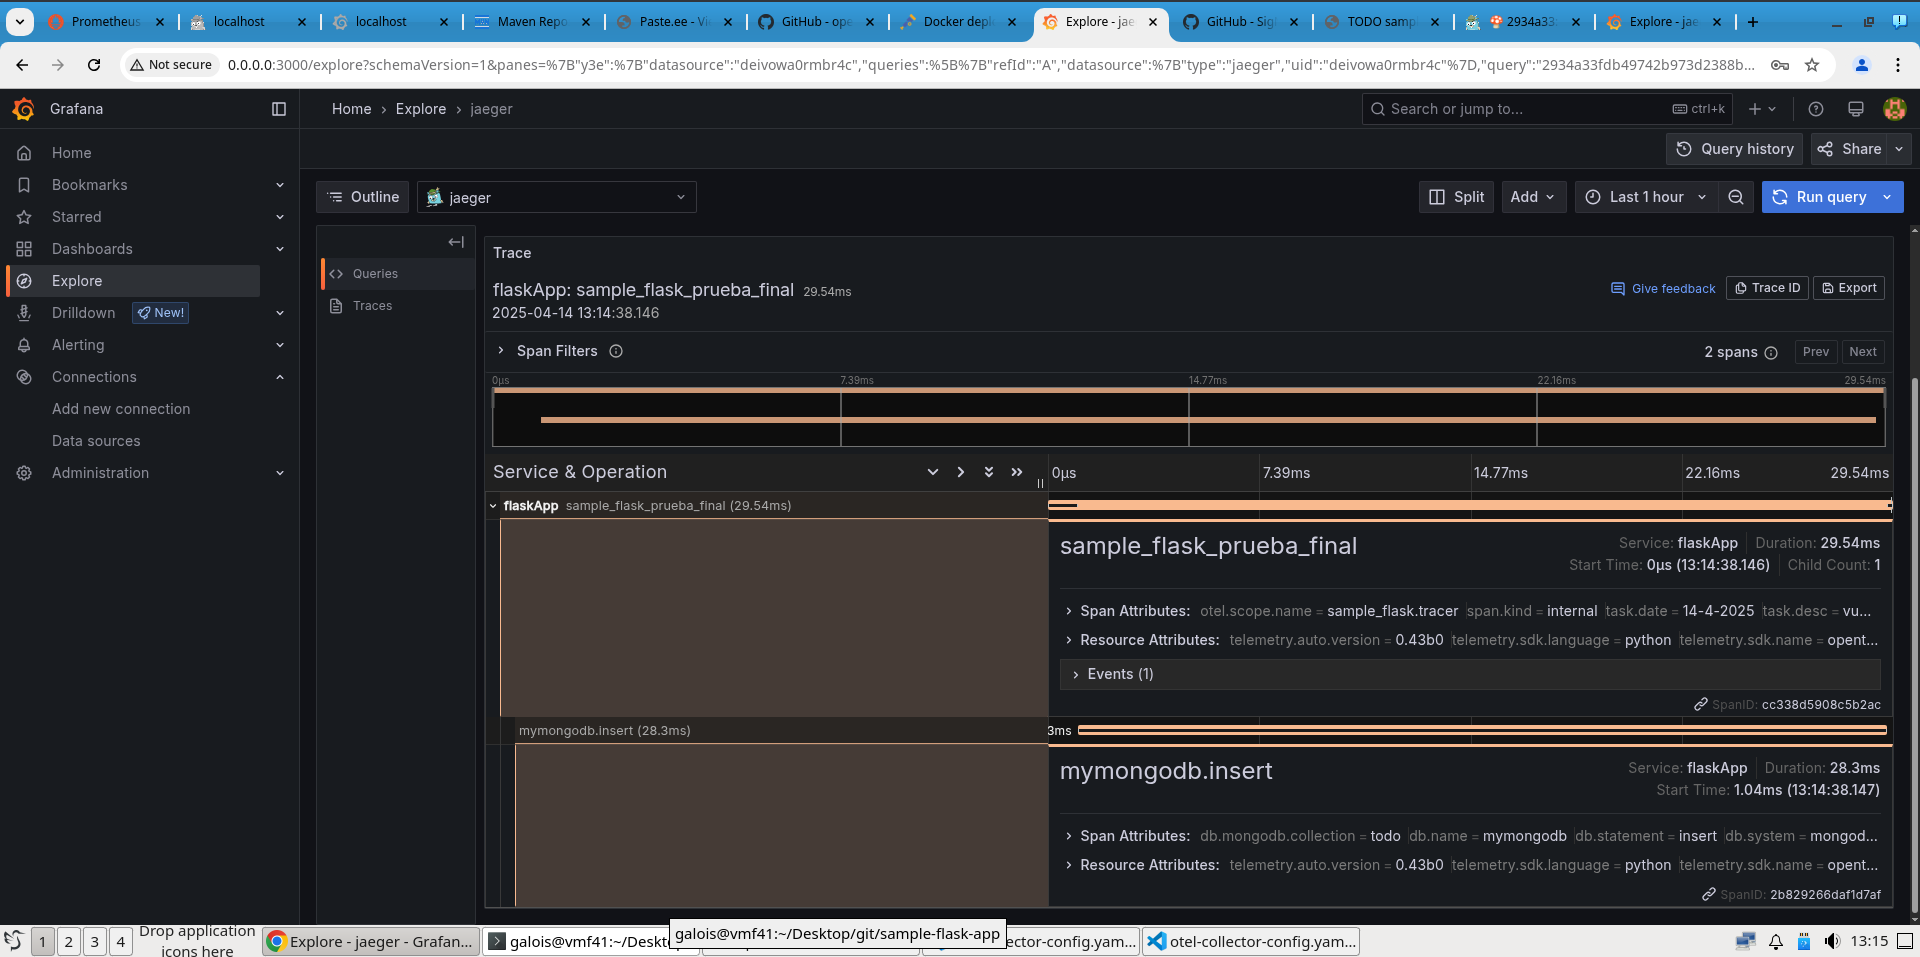 Prometheus
localhost
localhost
Maven Repo
Paste.ee - Vi
GitHub - ope
Docker depl
Explore - jae
GitHub - Sig
TODO samp
2934a33
Explore - jae
Not secure
0.0.0.0:3000/explore?schemaVersion=1&panes=%7B"y3e":%7B"datasource":"deivowa0rmbr4c","queries":%5B%7B"refId":"A","datasource":%7B"type":"jaeger","uid":"deivowa0rmbr4c"%7D,"query":"2934a33fdb49742b973d2388b...
Grafana
Home › Explore › jaeger
Search or jump to...
ctrl+k
Home
Bookmarks
Starred
Dashboards
Explore
Drilldown
New!
Alerting
Connections
Add new connection
Data sources
Administration
Query history
Share
Outline
jaeger
Split
Add
Last 1 hour
Run query
Queries
Traces
Trace
flaskApp: sample_flask_prueba_final 29.54ms
2025-04-14 13:14:38.146
Give feedback
Trace ID
Export
Span Filters
2 spans
Prev
Next
0μs 7.39ms 14.77ms 22.16ms 29.54ms
Service & Operation
0μs 7.39ms 14.77ms 22.16ms 29.54ms
flaskApp sample_flask_prueba_final (29.54ms)
sample_flask_prueba_final
Service: flaskApp Duration: 29.54ms
Start Time: 0μs (13:14:38.146) Child Count: 1
Span Attributes: otel.scope.name = sample_flask.tracer span.kind = internal task.date = 14-4-2025 task.desc = vu...
Resource Attributes: telemetry.auto.version = 0.43b0 telemetry.sdk.language = python telemetry.sdk.name = opent...
Events (1)
SpanID: cc338d5908c5b2ac
mymongodb.insert (28.3ms)
3ms
mymongodb.insert
Service: flaskApp Duration: 28.3ms
Start Time: 1.04ms (13:14:38.147)
Span Attributes: db.mongodb.collection = todo db.name = mymongodb db.statement = insert db.system = mongod...
Resource Attributes: telemetry.auto.version = 0.43b0 telemetry.sdk.language = python telemetry.sdk.name = opent...
SpanID: 2b829266daf1d7af
1
2
3
4
Drop application
icons here
Explore - jaeger - Grafan...
galois@vmf41:~/Deskt
galois@vmf41:~/Desktop/git/sample-flask-app
ector-config.yam...
otel-collector-config.yam...
13:15